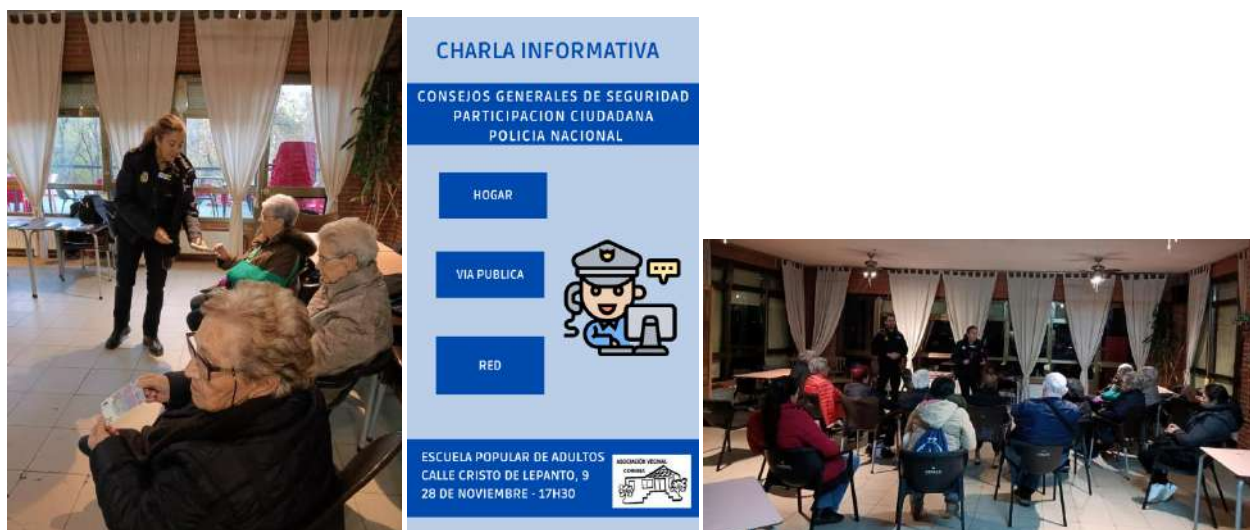 CHARLA INFORMATIVA
CONSEJOS GENERALES DE SEGURIDAD
PARTICIPACION CIUDADANA
POLICIA NACIONAL
HOGAR
VIA PUBLICA
RED
ESCUELA POPULAR DE ADULTOS
CALLE CRISTO DE LEPANTO, 9
28 DE NOVIEMBRE - 17H30
ASOCIACIÓN VECINAL